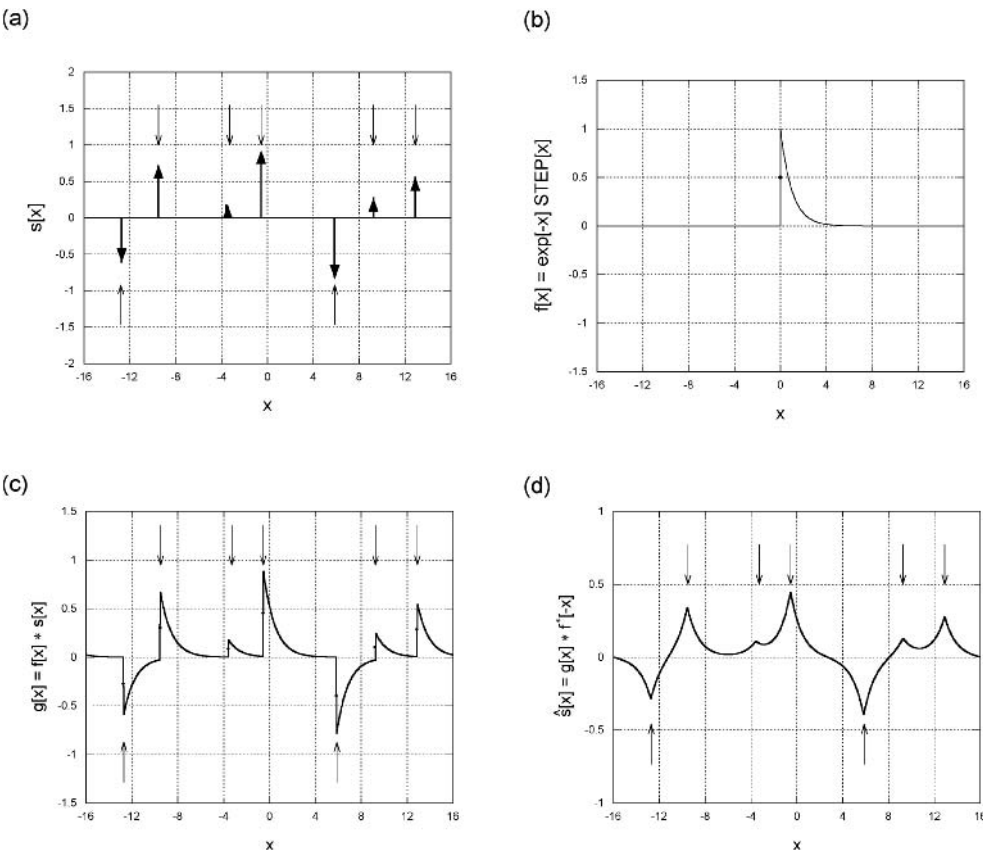 (a)
s[x]
2
1.5
1
0.5
0
-0.5
-1
-1.5
-2
-16 -12 -8 -4 0 4 8 12 16
x
(b)
f[x] = exp[-x] STEP[x]
1.5
1
0.5
0
-0.5
-1
-1.5
-16 -12 -8 -4 0 4 8 12 16
x
(c)
g[x] = f[x] * s[x]
1.5
1
0.5
0
-0.5
-1
-1.5
-16 -12 -8 -4 0 4 8 12 16
x
(d)
ŝ[x] = g[x] * f*[-x]
1
0.5
0
-0.5
-1
-16 -12 -8 -4 0 4 8 12 16
x